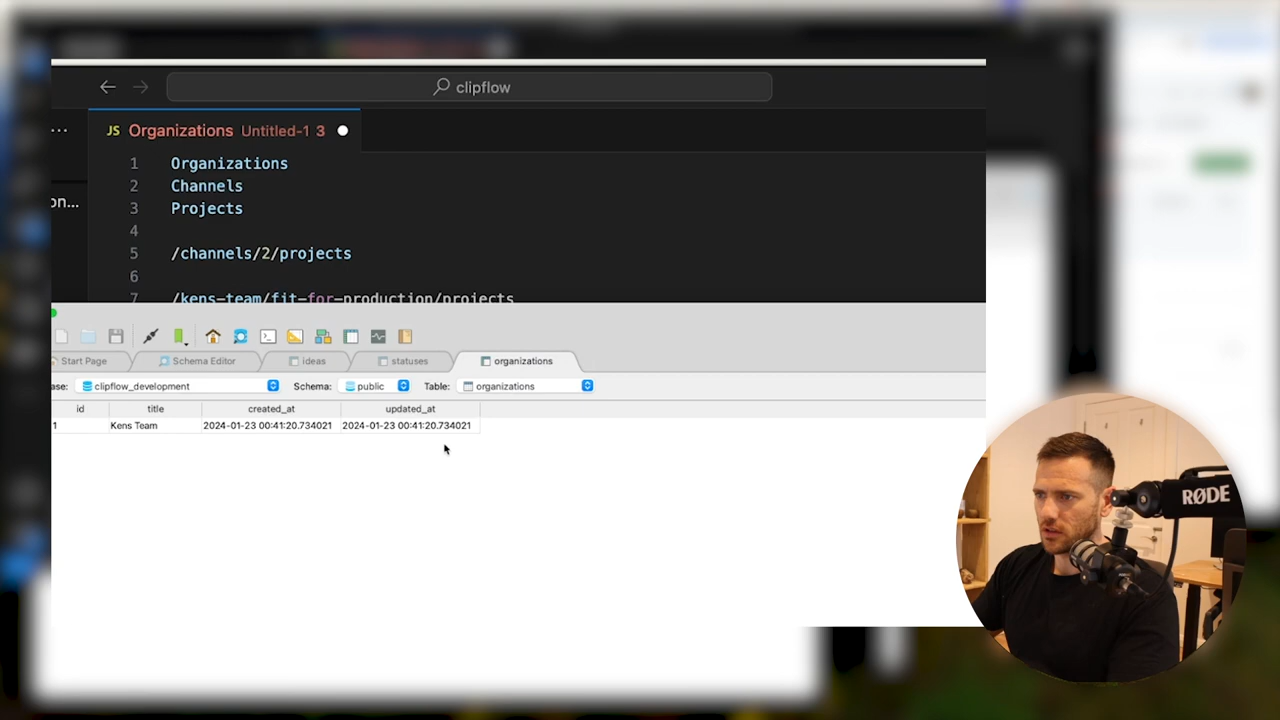 clipflow
... JS Organizations Untitled-1 3
1 Organizations
2 Channels
on... 3 Projects
4
5 /channels/2/projects
6
7 /kens-team/fit-for-production/projects
Start Page Schema Editor ideas statuses organizations
ase: clipflow_development Schema: public Table: organizations
id title created_at updated_at
1 Kens Team 2024-01-23 00:41:20.734021 2024-01-23 00:41:20.734021
RØDE